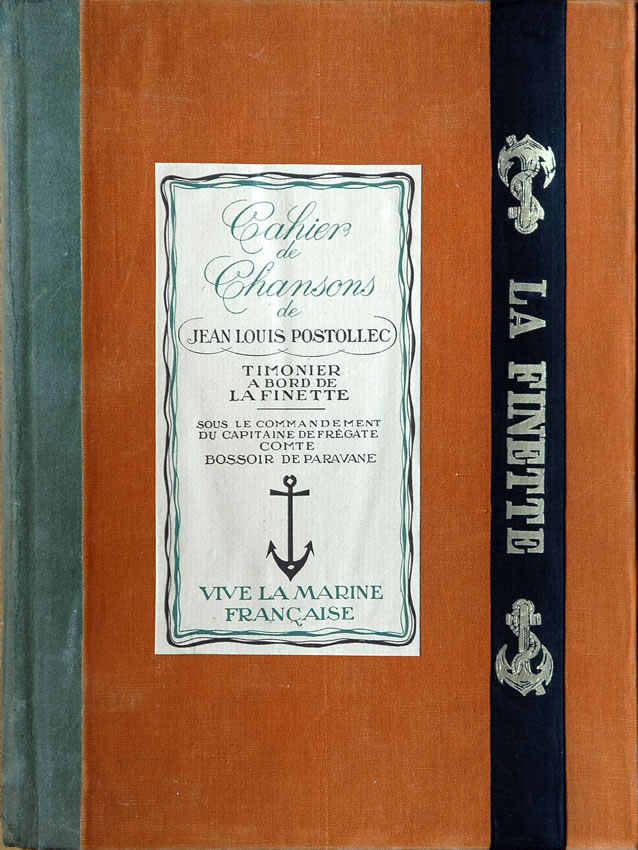 Cahier
de
Chansons
de
JEAN LOUIS POSTOLLEC
TIMONIER
A BORD DE
LA FINETTE
SOUS LE COMMANDEMENT
DU CAPITAINE DE FRÉGATE
COMTE
BOSSOIR DE PARAVANE
VIVE LA MARINE
FRANÇAISE
LA FINETTE